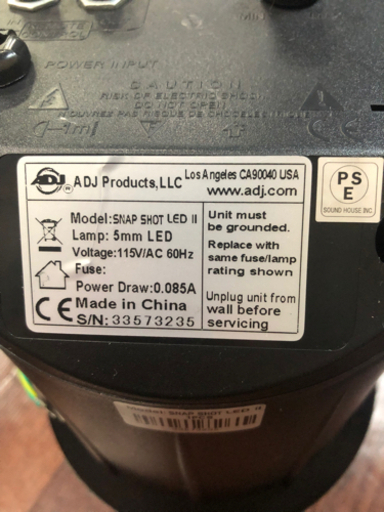 POWER INPUT
CAUTION
RISK OF ELECTRIC SHOCK
DO NOT OPEN
ADJ Products,LLC
Los Angeles CA90040 USA
www.adj.com
Model:SNAP SHOT LED II
Lamp: 5mm LED
Voltage:115V/AC 60Hz
Fuse:
Power Draw:0.085A
CE Made in China
S/N: 33573235
Unit must
be grounded.
Replace with
same fuse/lamp
rating shown
Unplug unit from
wall before
servicing
P S
E
SOUND HOUSE INC
Model: SNAP SHOT LED II